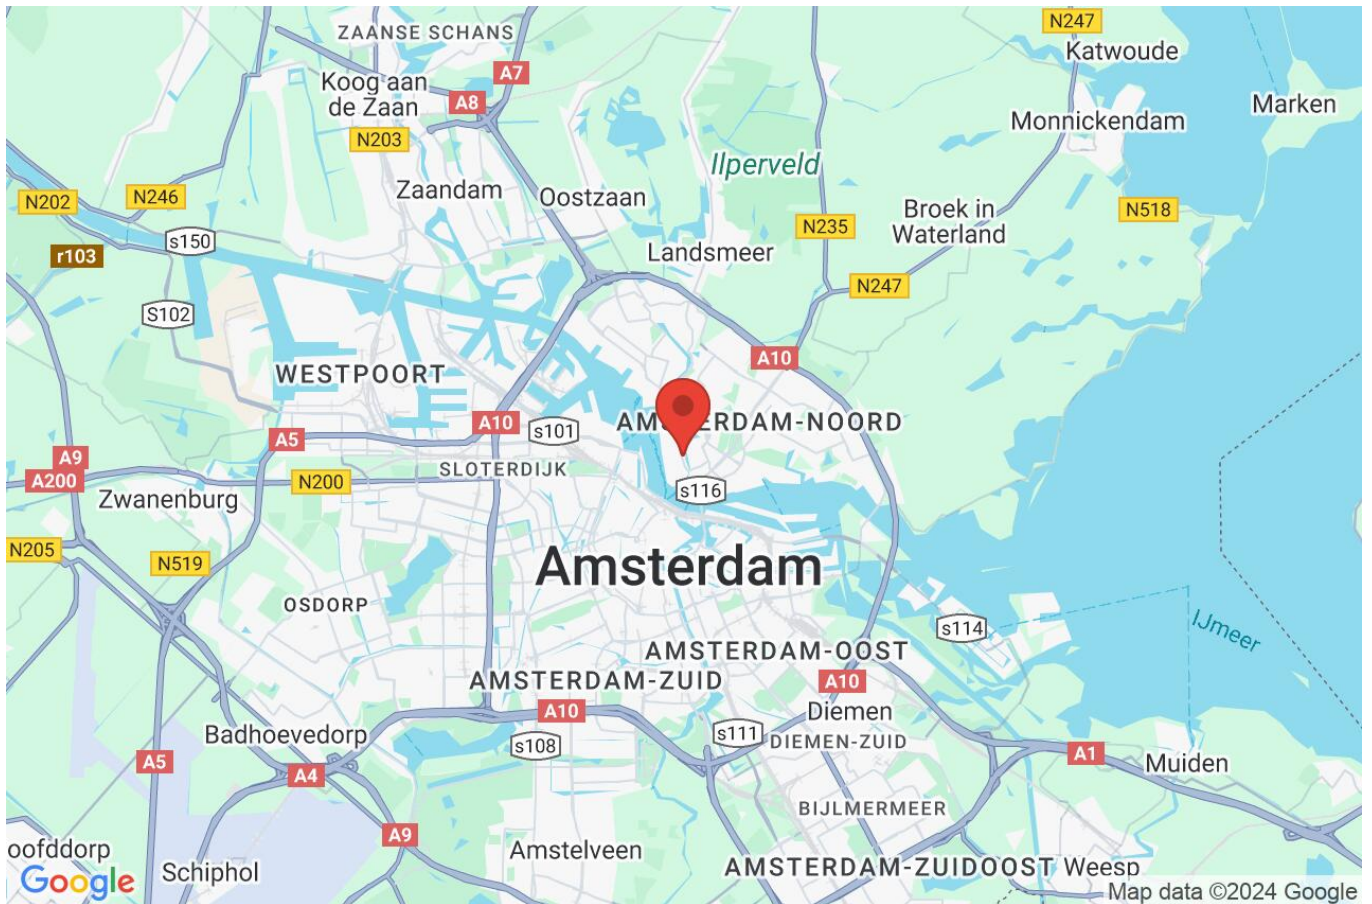 ZAANSE SCHANS
N247
Katwoude
A7
Koog aan
de Zaan
A8
Marken
Monnickendam
N203
Ilperveld
Zaandam
Oostzaan
N246
N202
Broek in
Waterland
N518
N235
s150
r103
Landsmeer
N247
S102
A10
WESTPOORT
AMSTERDAM-NOORD
A10
s101
A5
A9
SLOTERDIJK
A200
N200
s116
Zwanenburg
N205
N519
Amsterdam
OSDORP
s114
IJmeer
AMSTERDAM-OOST
AMSTERDAM-ZUID
A10
A10
Diemen
Badhoevedorp
s111
s108
DIEMEN-ZUID
A1
A5
A4
Muiden
BIJLMERMEER
A9
oofddorp
Amstelveen
Schiphol
AMSTERDAM-ZUIDOOST
Weesp
Google
Map data ©2024 Google